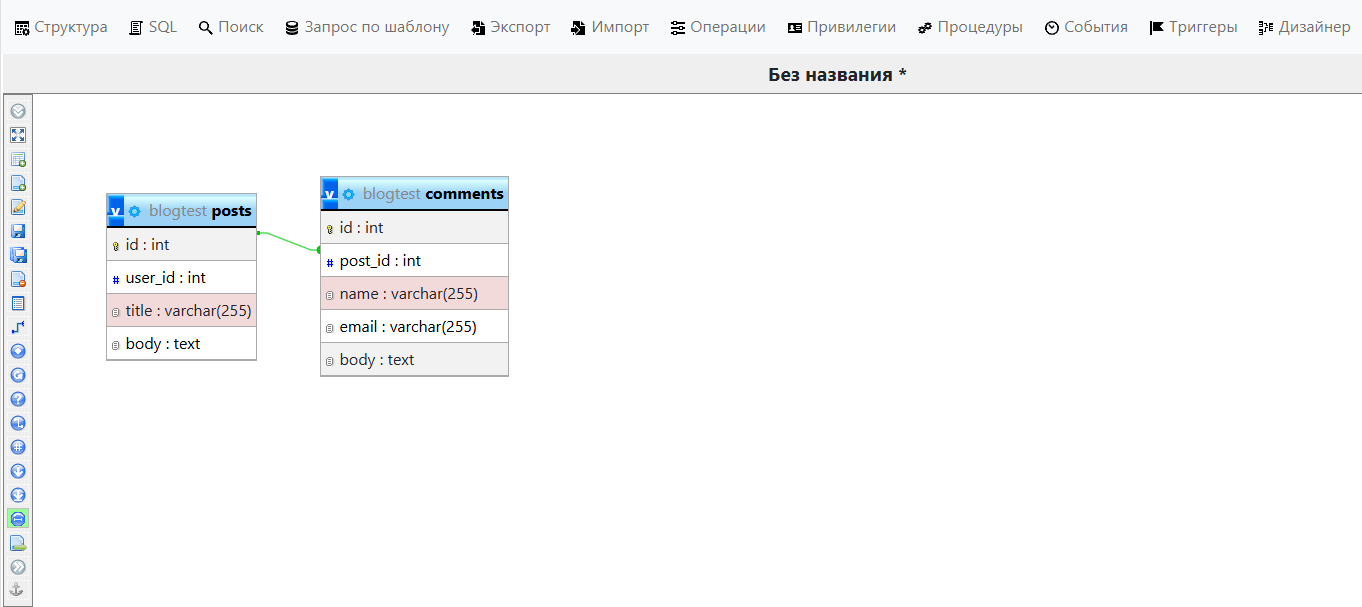 Структура SQL Поиск Запрос по шаблону Экспорт Импорт Операции Привилегии Процедуры События Триггеры Дизайнер
Без названия *
v blogtest posts
id : int
user_id : int
title : varchar(255)
body : text
v blogtest comments
id : int
post_id : int
name : varchar(255)
email : varchar(255)
body : text